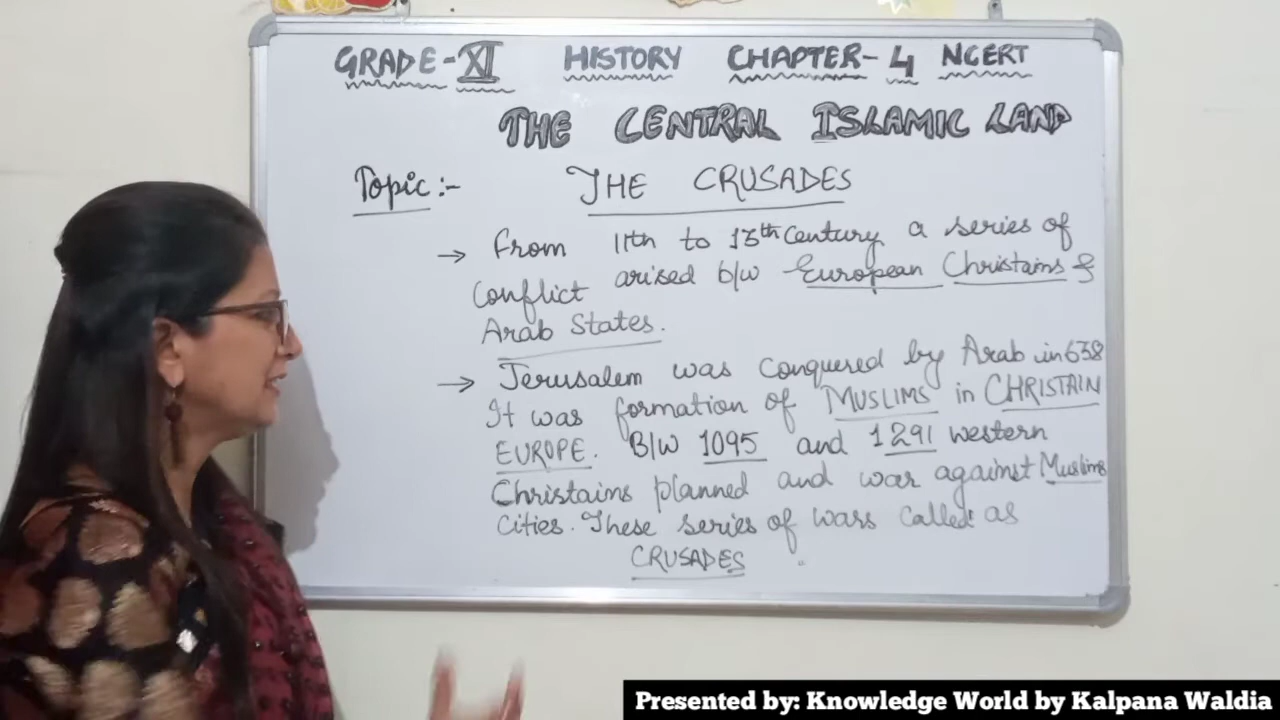 GRADE-XI HISTORY CHAPTER-4 NCERT
THE CENTRAL ISLAMIC LAND
Topic:- THE CRUSADES
→ From 11th to 13th Century a series of
Conflict arised b/w European Christains &
Arab States.
→ Jerusalem was conquered by Arab in 638
It was formation of MUSLIMS in CHRISTAIN
EUROPE. B/W 1095 and 1291 western
Christains planned and war against Muslims
Cities. These series of wars called as
CRUSADES
Presented by: Knowledge World by Kalpana Waldia